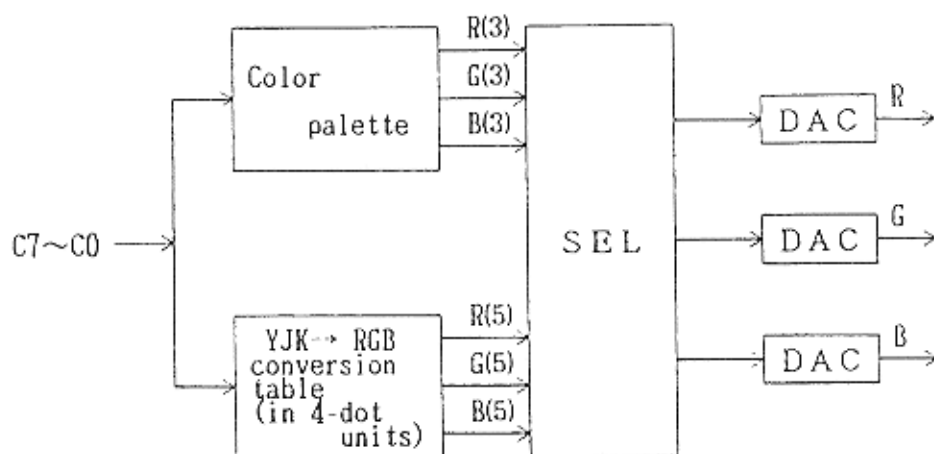 C7~C0
Color
palette
R(3)
G(3)
B(3)
YJK→ RGB
conversion
table
(in 4-dot
units)
R(5)
G(5)
B(5)
SEL
DAC
R
DAC
G
DAC
B